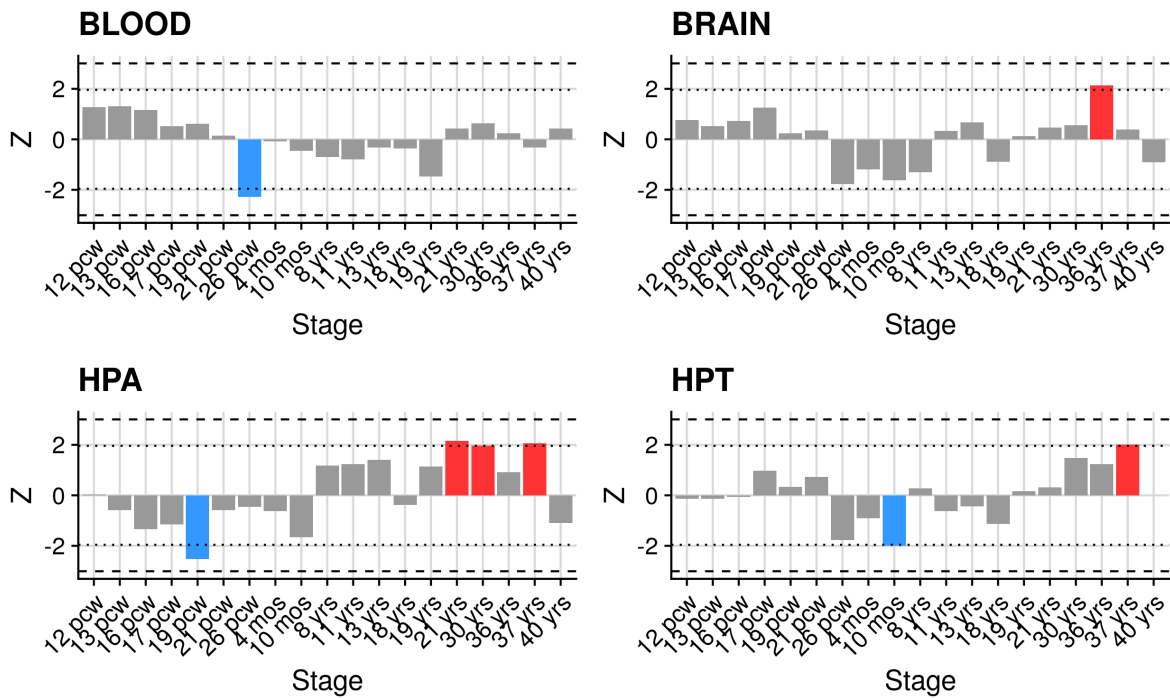 BLOOD
Z
2
0
-2
12 pcw
13 pcw
16 pcw
17 pcw
19 pcw
21 pcw
26 pcw
4 mos
10 mos
8 yrs
11 yrs
13 yrs
18 yrs
19 yrs
21 yrs
30 yrs
36 yrs
37 yrs
40 yrs
Stage
BRAIN
Z
2
0
-2
12 pcw
13 pcw
16 pcw
17 pcw
19 pcw
21 pcw
26 pcw
4 mos
10 mos
8 yrs
11 yrs
13 yrs
18 yrs
19 yrs
21 yrs
30 yrs
36 yrs
37 yrs
40 yrs
Stage
HPA
Z
2
0
-2
12 pcw
13 pcw
16 pcw
17 pcw
19 pcw
21 pcw
26 pcw
4 mos
10 mos
8 yrs
11 yrs
13 yrs
18 yrs
19 yrs
21 yrs
30 yrs
36 yrs
37 yrs
40 yrs
Stage
HPT
Z
2
0
-2
12 pcw
13 pcw
16 pcw
17 pcw
19 pcw
21 pcw
26 pcw
4 mos
10 mos
8 yrs
11 yrs
13 yrs
18 yrs
19 yrs
21 yrs
30 yrs
36 yrs
37 yrs
40 yrs
Stage